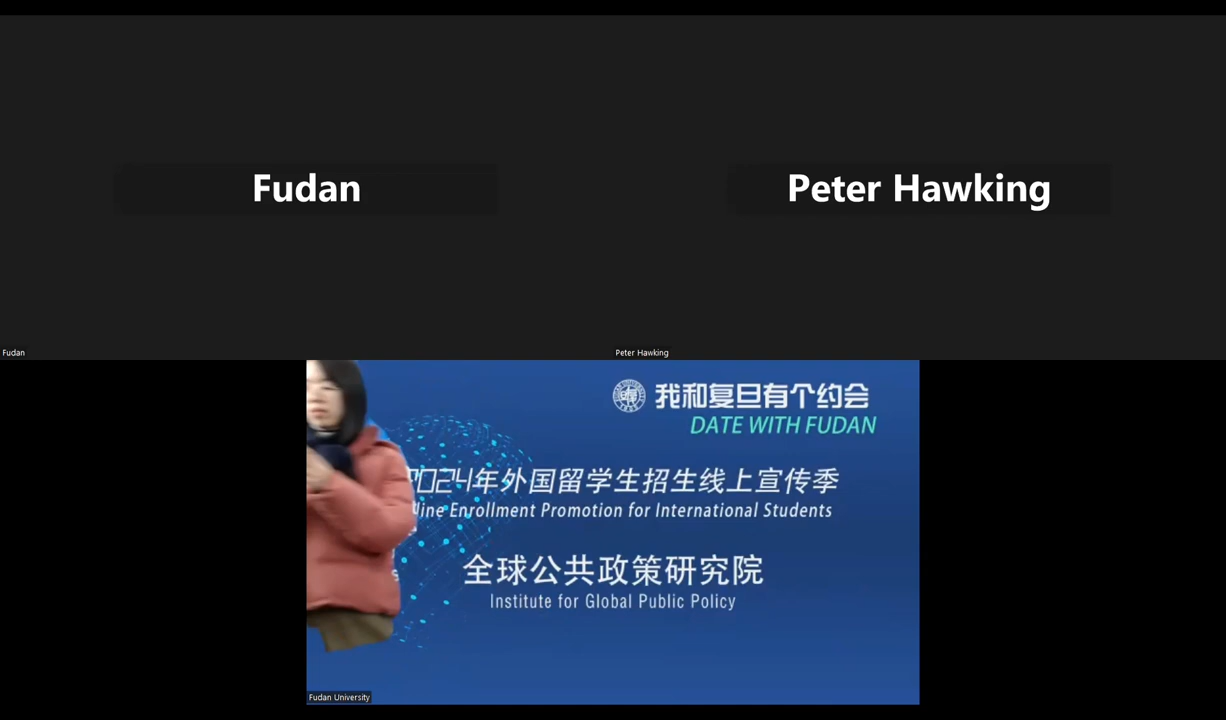 Fudan
Peter Hawking
Fudan
Peter Hawking
我和复旦有个约会
DATE WITH FUDAN
2024年外国留学生招生线上宣传季
Enrollment Promotion for International Students
全球公共政策研究院
Institute for Global Public Policy
Fudan University